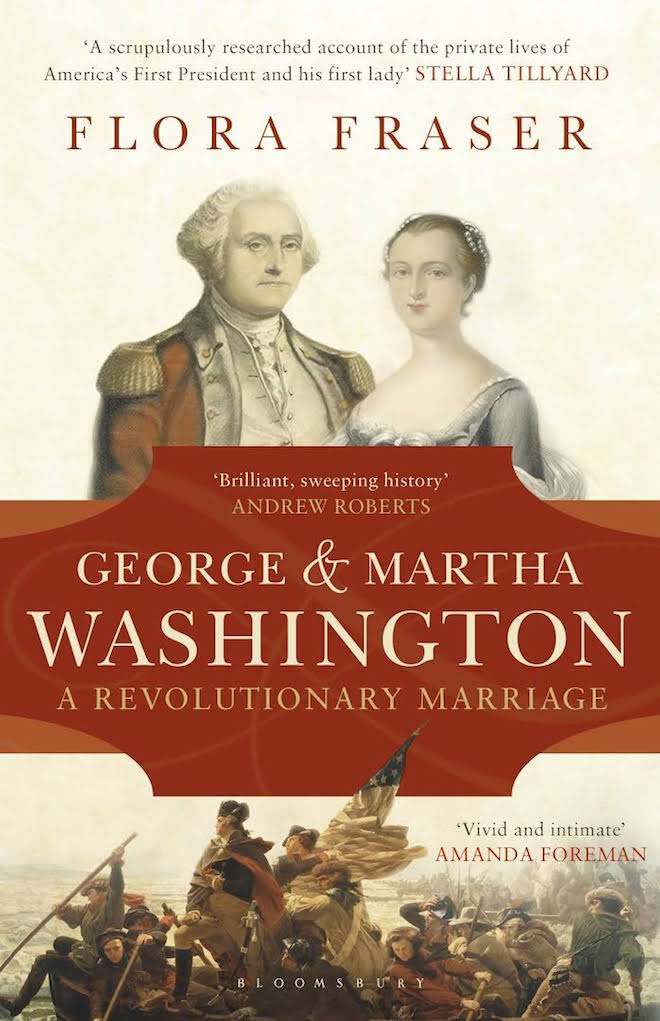 ‘A scrupulously researched account of the private lives of
America’s First President and his first lady’ STELLA TILLYARD
FLORA FRASER
‘Brilliant, sweeping history’
ANDREW ROBERTS
GEORGE & MARTHA
WASHINGTON
A REVOLUTIONARY MARRIAGE
‘Vivid and intimate’
AMANDA FOREMAN
BLOOMSBURY